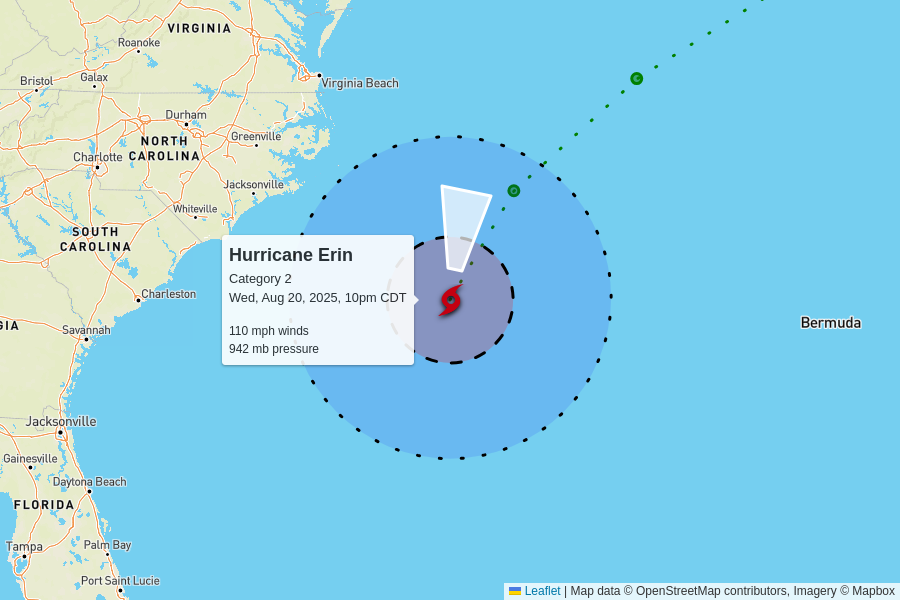 VIRGINIA
Roanoke
Bristol
Galax
Virginia Beach
Durham
Greenville
NORTH
CAROLINA
Charlotte
Jacksonville
Whiteville
SOUTH
CAROLINA
Hurricane Erin
Category 2
Wed, Aug 20, 2025, 10pm CDT
110 mph winds
942 mb pressure
Charleston
GIA
Savannah
Bermuda
Jacksonville
Gainesville
Daytona Beach
FLORIDA
Tampa
Palm Bay
Port Saint Lucie
Leaflet | Map data © OpenStreetMap contributors, Imagery © Mapbox